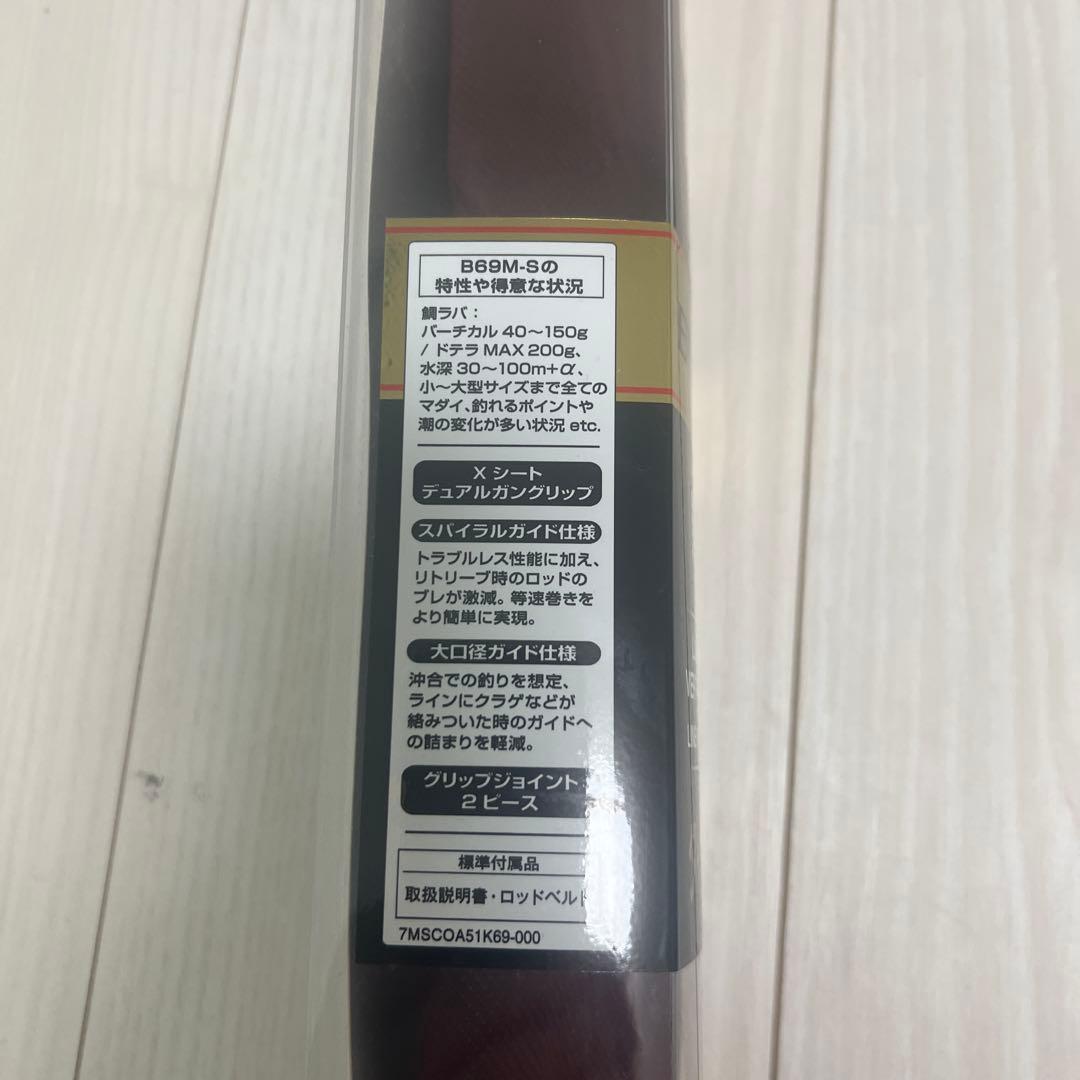 B69M-Sの
特性や得意な状況
鯛ラバ：
バーチカル 40～150g
/ ドテラ MAX 200g、
水深 30～100m+α、
小～大型サイズまで全ての
マダイ、釣れるポイントや
潮の変化が多い状況 etc.
X シート
デュアルガングリップ
スパイラルガイド仕様
トラブルレス性能に加え、
リトリーブ時のロッドの
ブレが激減。等速巻きを
より簡単に実現。
大口径ガイド仕様
沖合での釣りを想定、
ラインにクラゲなどが
絡みついた時のガイドへ
の詰まりを軽減。
グリップジョイント
2 ピース
標準付属品
取扱説明書・ロッドベルト
7MSCOA51K69-000